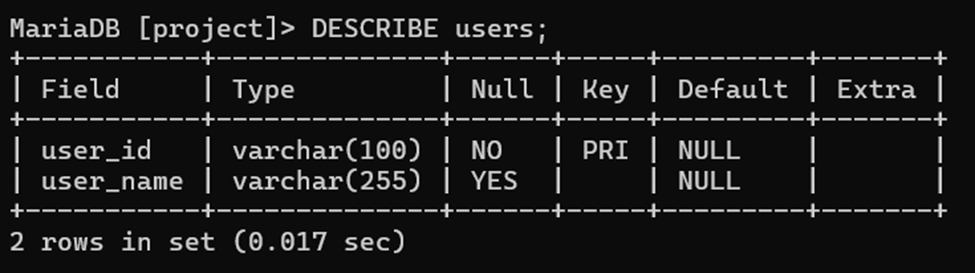 MariaDB [project]> DESCRIBE users;
+-----------+--------------+------+-----+---------+-------+
| Field     | Type         | Null | Key | Default | Extra |
+-----------+--------------+------+-----+---------+-------+
| user_id   | varchar(100) | NO   | PRI | NULL    |       |
| user_name | varchar(255) | YES  |     | NULL    |       |
+-----------+--------------+------+-----+---------+-------+
2 rows in set (0.017 sec)